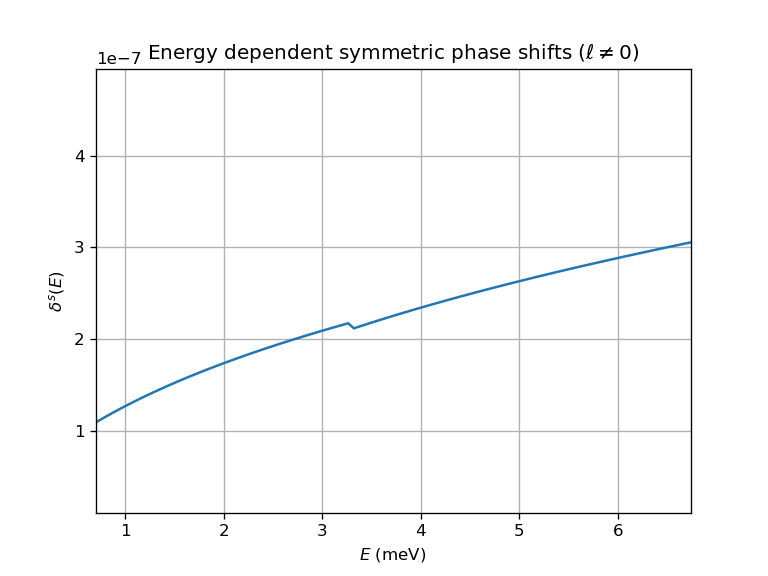 Energy dependent symmetric phase shifts (ℓ ≠ 0)
1e−7
4
3
2
1
δˢ(E)
1 2 3 4 5 6
E (meV)